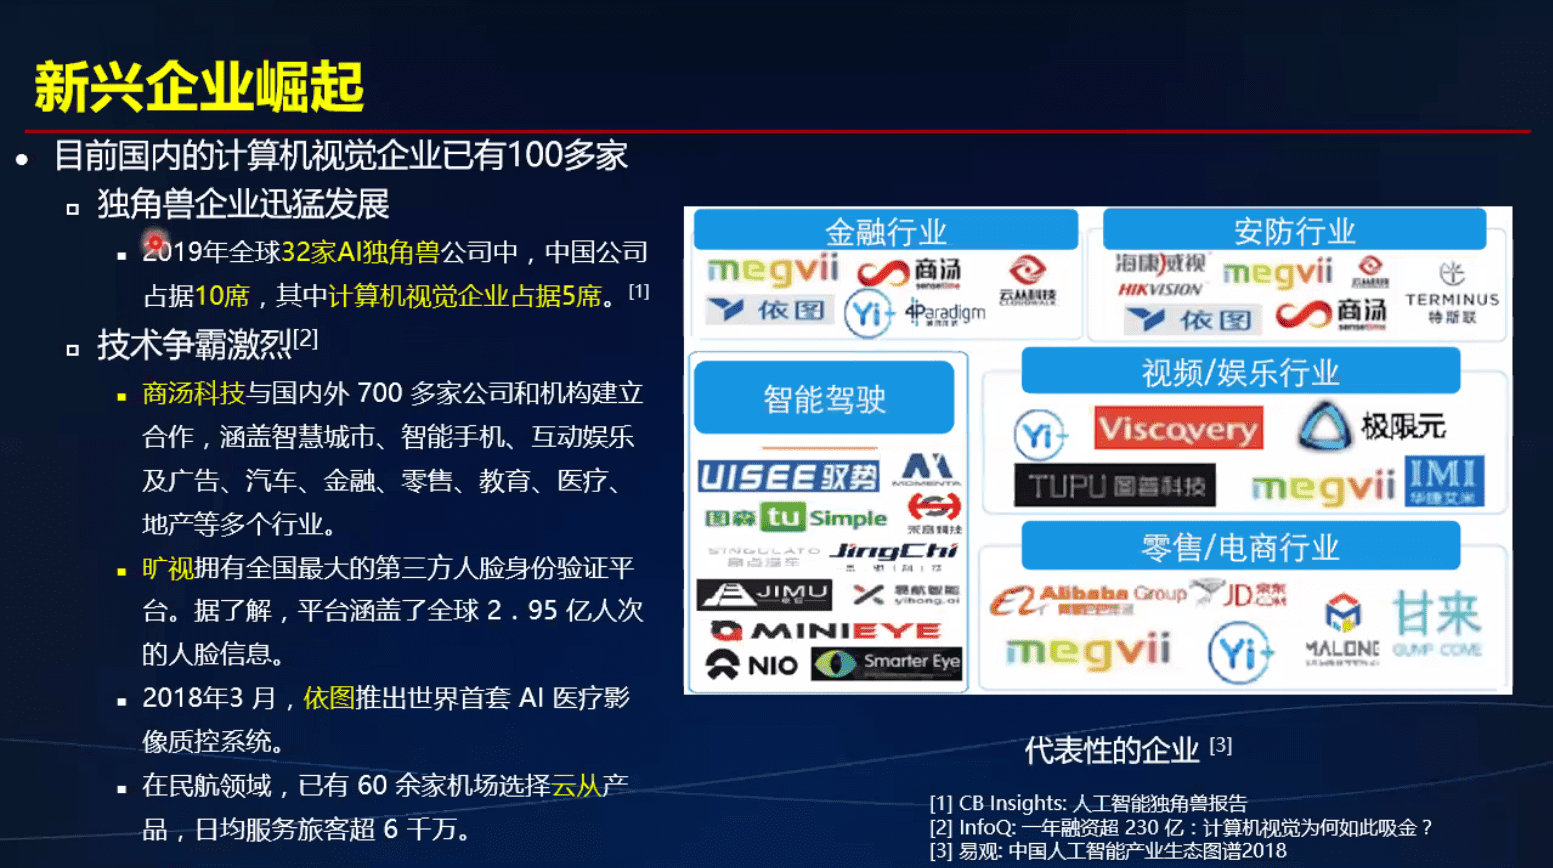 新兴企业崛起
目前国内的计算机视觉企业已有100多家
独角兽企业迅猛发展
2019年全球32家AI独角兽公司中，中国公司
占据10席，其中计算机视觉企业占据5席。[1]
技术争霸激烈[2]
商汤科技与国内外 700 多家公司和机构建立
合作，涵盖智慧城市、智能手机、互动娱乐
及广告、汽车、金融、零售、教育、医疗、
地产等多个行业。
旷视拥有全国最大的第三方人脸身份验证平
台。据了解，平台涵盖了全球 2．95 亿人次
的人脸信息。
2018年3 月，依图推出世界首套 AI 医疗影
像质控系统。
在民航领域，已有 60 余家机场选择云从产
品，日均服务旅客超 6 千万。
金融行业
megvii 商汤 sensetime 云从科技 CLOUDWALK
依图 Yi+ 4Paradigm
安防行业
海康威视 HIKVISION megvii 云从科技
依图 商汤 sensetime TERMINUS 特斯联
智能驾驶
UISEE 驭势 MOMENTA
图森 tu Simple 禾赛科技
SINGULATO 奇点汽车 JingChi 景驰科技
JIMU 易航智能 yihong.ai
MINIEYE
NIO Smarter Eye
视频/娱乐行业
Yi+ Viscovery 极限元
TUPU 图普科技 megvii IMI 华捷艾米
零售/电商行业
Alibaba Group 阿里巴巴集团 JD.COM 京东
megvii Yi+ MALONG 甘来 GUMP COME
代表性的企业 [3]
[1] CB Insights: 人工智能独角兽报告
[2] InfoQ: 一年融资超 230 亿：计算机视觉为何如此吸金？
[3] 易观: 中国人工智能产业生态图谱2018